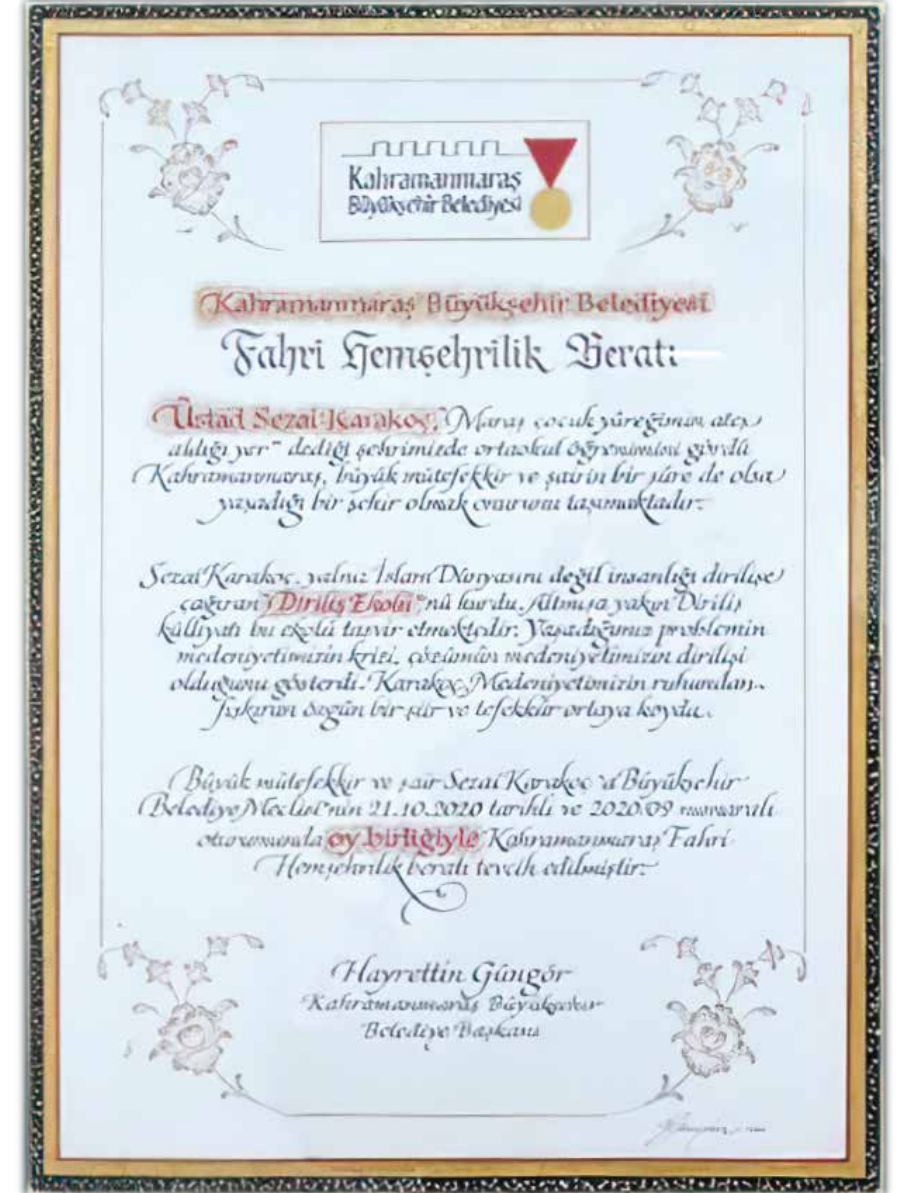 Kahramanmaraş
Büyükşehir Belediyesi
Kahramanmaraş Büyükşehir Belediyesi
Fahri Hemşehrilik Beratı
Üstad Sezai Karakoç, "Maraş çocuk yüreğimin ateş
aldığı yer" dediği şehrimizde ortaokul öğrenimini gördü
Kahramanmaraş, büyük mütefekkir ve şairin bir süre de olsa
yaşadığı bir şehir olmak onurunu taşımaktadır.
Sezai Karakoç, yalnız İslam Dünyasını değil insanlığı dirilişe
çağıran "Diriliş Ekolü"nü kurdu. Altmışa yakın Diriliş
külliyatı bu ekolü tasvir etmektedir. Yaşadığımız problemin
medeniyetimizin krizi, çözümün medeniyetimizin dirilişi
olduğunu gösterdi. Karakoç, Medeniyetimizin ruhundan
fışkıran özgün bir şiir ve tefekkür ortaya koydu.
Büyük mütefekkir ve şair Sezai Karakoç'a Büyükşehir
Belediye Meclisi'nin 21.10.2020 tarihli ve 2020/09 numaralı
oturumunda oy birliğiyle Kahramanmaraş Fahri
Hemşehrilik beratı tevcih edilmiştir.
Hayrettin Güngör
Kahramanmaraş Büyükşehir
Belediye Başkanı